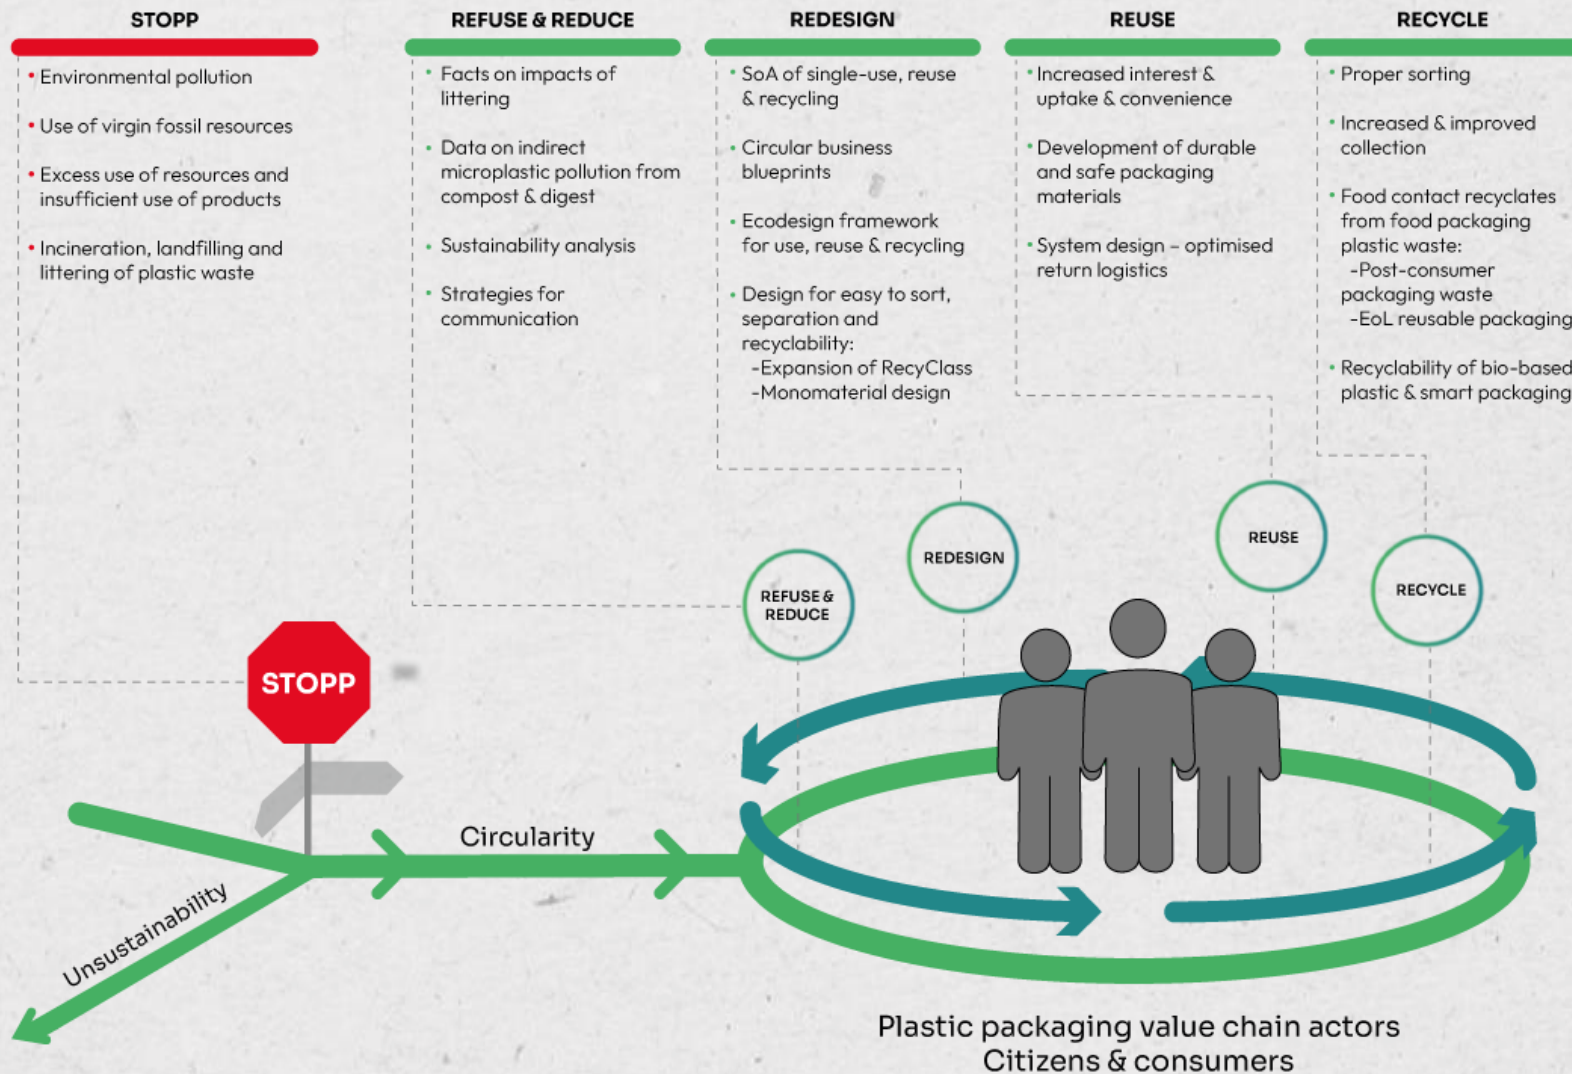 STOPP
• Environmental pollution
• Use of virgin fossil resources
• Excess use of resources and
insufficient use of products
• Incineration, landfilling and
littering of plastic waste
REFUSE & REDUCE
• Facts on impacts of
littering
• Data on indirect
microplastic pollution from
compost & digest
• Sustainability analysis
• Strategies for
communication
REDESIGN
• SoA of single-use, reuse
& recycling
• Circular business
blueprints
• Ecodesign framework
for use, reuse & recycling
• Design for easy to sort,
separation and
recyclability:
-Expansion of RecyClass
-Monomaterial design
REUSE
• Increased interest &
uptake & convenience
• Development of durable
and safe packaging
materials
• System design – optimised
return logistics
RECYCLE
• Proper sorting
• Increased & improved
collection
• Food contact recyclates
from food packaging
plastic waste:
-Post-consumer
packaging waste
-EoL reusable packaging
• Recyclability of bio-based
plastic & smart packaging
REFUSE &
REDUCE
REDESIGN
REUSE
RECYCLE
STOPP
Circularity
Unsustainability
Plastic packaging value chain actors
Citizens & consumers